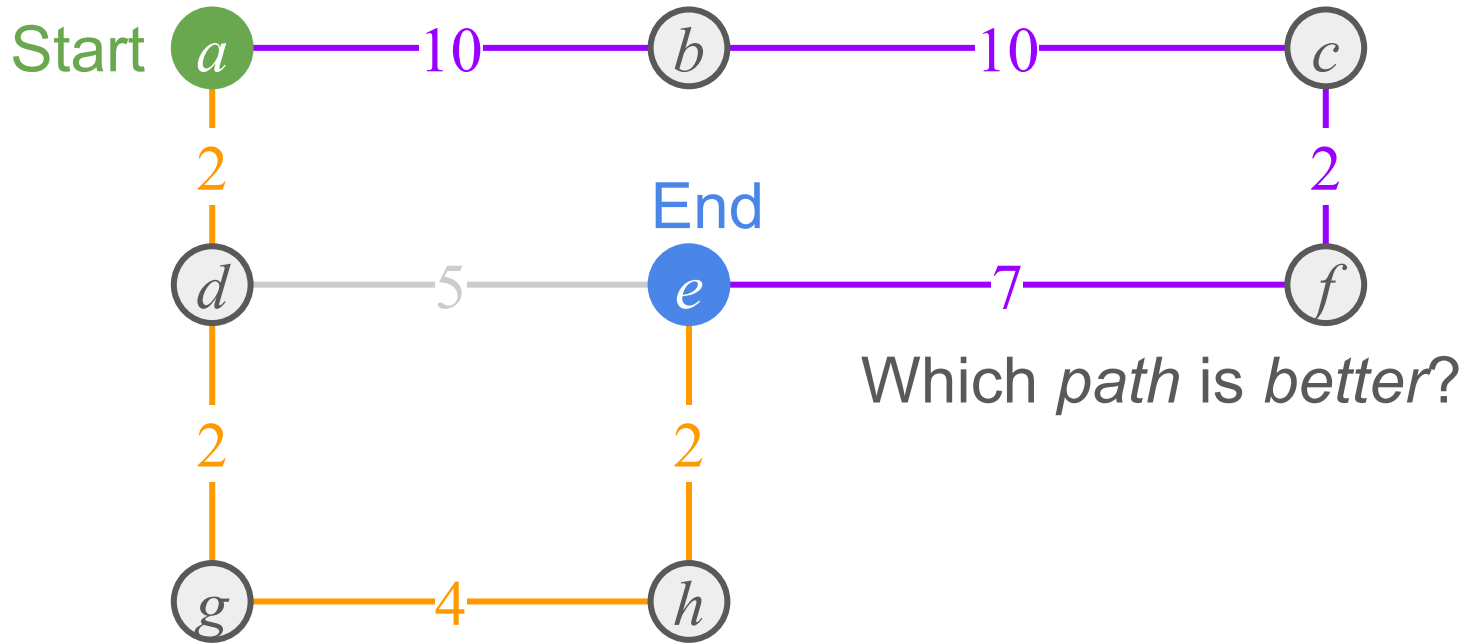 Start a 10 b 10 c
2 2
End
d 5 e 7 f
Which path is better?
2 2
g 4 h